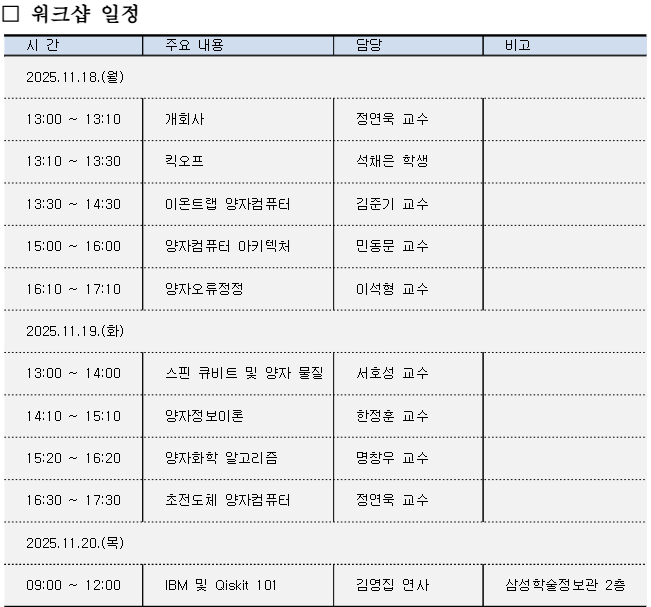 □ 워크샵 일정
시 간 주요 내용 담당 비고
2025.11.18.(월)
13:00 ~ 13:10 개회사 정연욱 교수
13:10 ~ 13:30 킥오프 석채은 학생
13:30 ~ 14:30 이온트랩 양자컴퓨터 김준기 교수
15:00 ~ 16:00 양자컴퓨터 아키텍처 민동문 교수
16:10 ~ 17:10 양자오류정정 이석형 교수
2025.11.19.(화)
13:00 ~ 14:00 스핀 큐비트 및 양자 물질 서호성 교수
14:10 ~ 15:10 양자정보이론 한정훈 교수
15:20 ~ 16:20 양자화학 알고리즘 명창우 교수
16:30 ~ 17:30 초전도체 양자컴퓨터 정연욱 교수
2025.11.20.(목)
09:00 ~ 12:00 IBM 및 Qiskit 101 김영집 연사 삼성학술정보관 2층